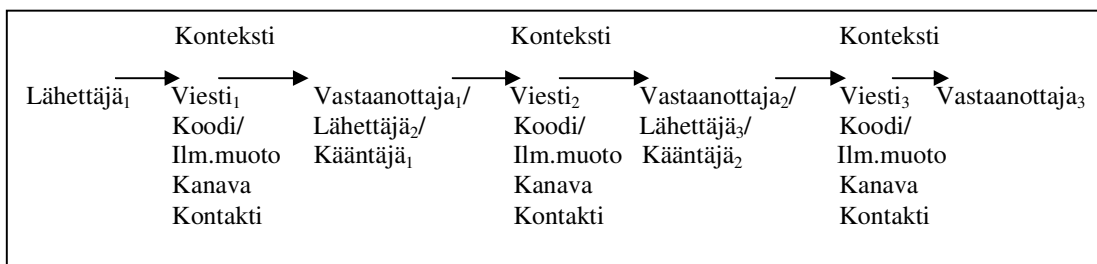 Konteksti Konteksti Konteksti
Lähettäjä₁ Viesti₁ Vastaanottaja₁/ Viesti₂ Vastaanottaja₂/ Viesti₃ Vastaanottaja₃
Koodi/ Lähettäjä₂/ Koodi/ Lähettäjä₃/ Koodi/
Ilm.muoto Kääntäjä₁ Ilm.muoto Kääntäjä₂ Ilm.muoto
Kanava Kanava Kanava
Kontakti Kontakti Kontakti